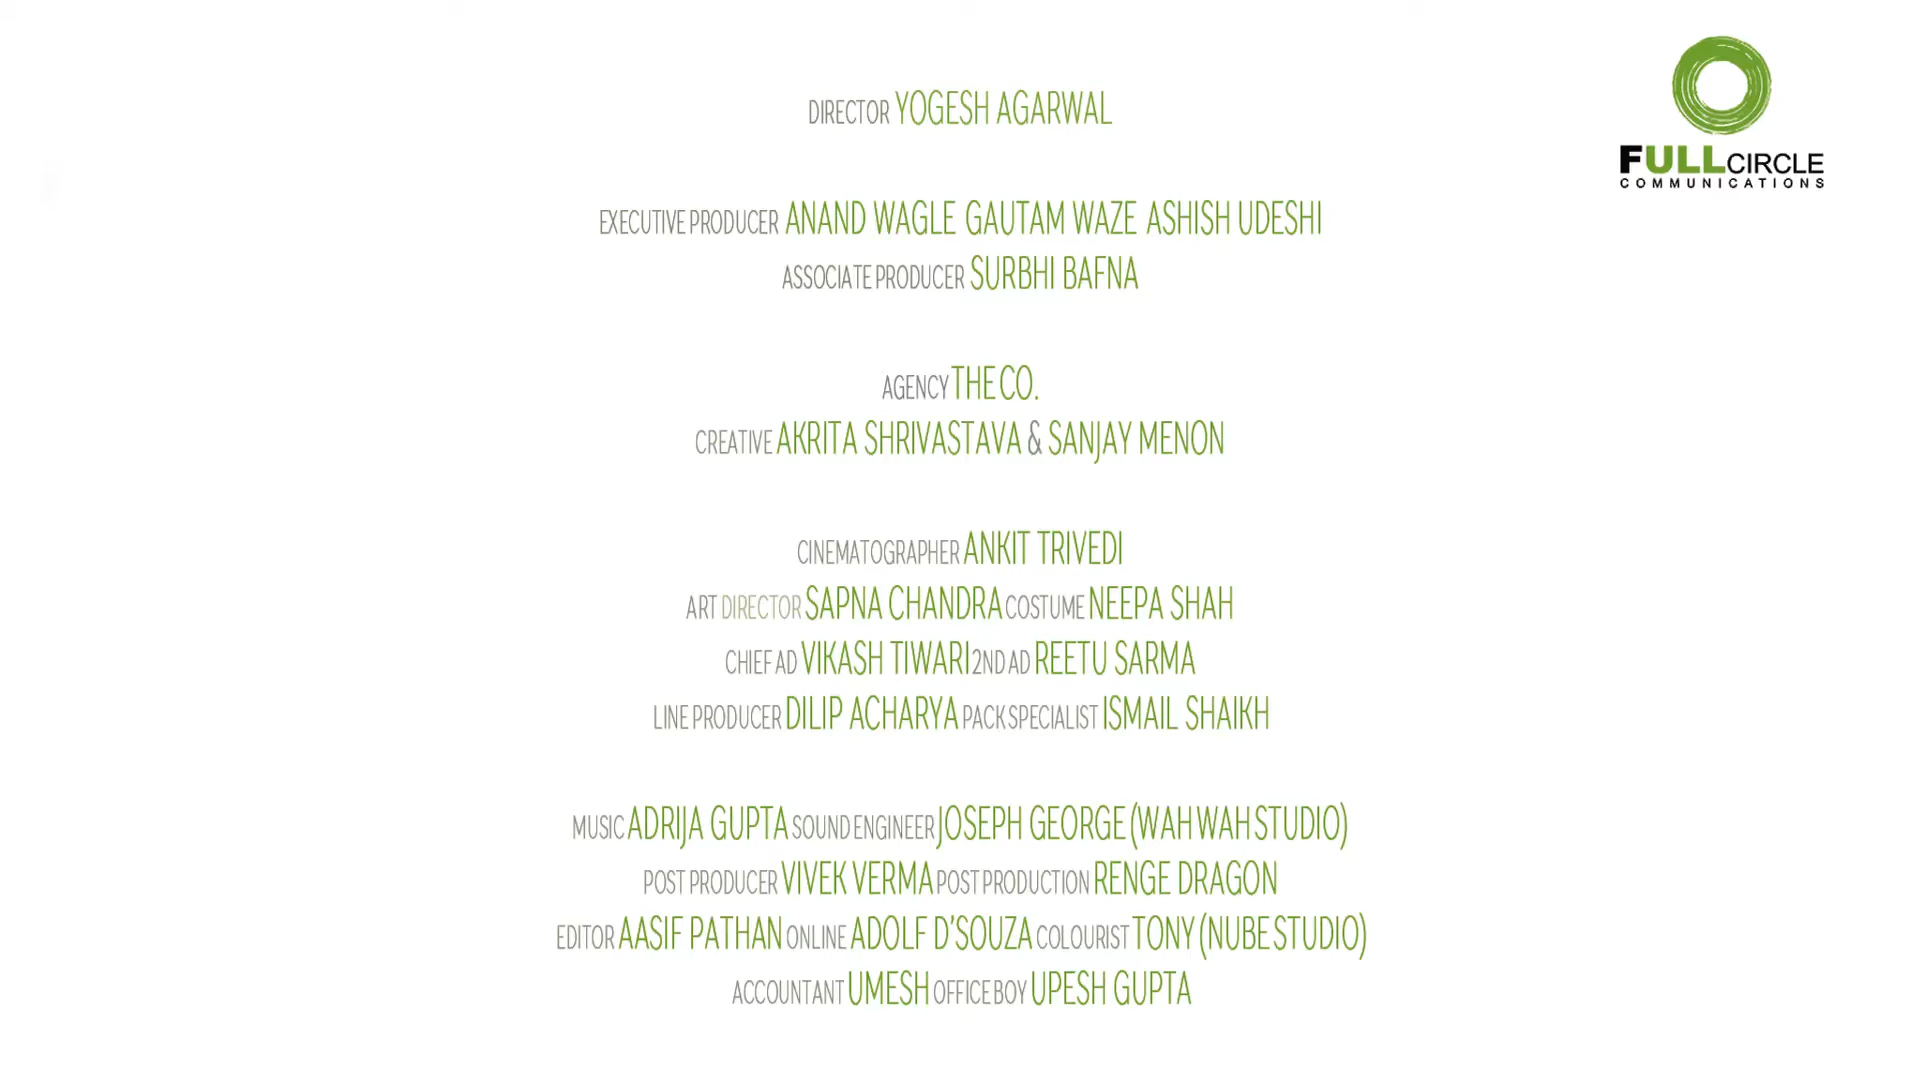 DIRECTOR YOGESH AGARWAL
FULLCIRCLE
COMMUNICATIONS
EXECUTIVE PRODUCER ANAND WAGLE GAUTAM WAZE ASHISH UDESHI
ASSOCIATE PRODUCER SURBHI BAFNA
AGENCY THE CO.
CREATIVE AKRITA SHRIVASTAVA & SANJAY MENON
CINEMATOGRAPHER ANKIT TRIVEDI
ART DIRECTOR SAPNA CHANDRA COSTUME NEEPA SHAH
CHIEF AD VIKASH TIWARI 2ND AD REETU SARMA
LINE PRODUCER DILIP ACHARYA PACK SPECIALIST ISMAIL SHAIKH
MUSIC ADRIJA GUPTA SOUND ENGINEER JOSEPH GEORGE (WAH WAH STUDIO)
POST PRODUCER VIVEK VERMA POST PRODUCTION RENGE DRAGON
EDITOR AASIF PATHAN ONLINE ADOLF D'SOUZA COLOURIST TONY (NUBE STUDIO)
ACCOUNTANT UMESH OFFICE BOY UPESH GUPTA